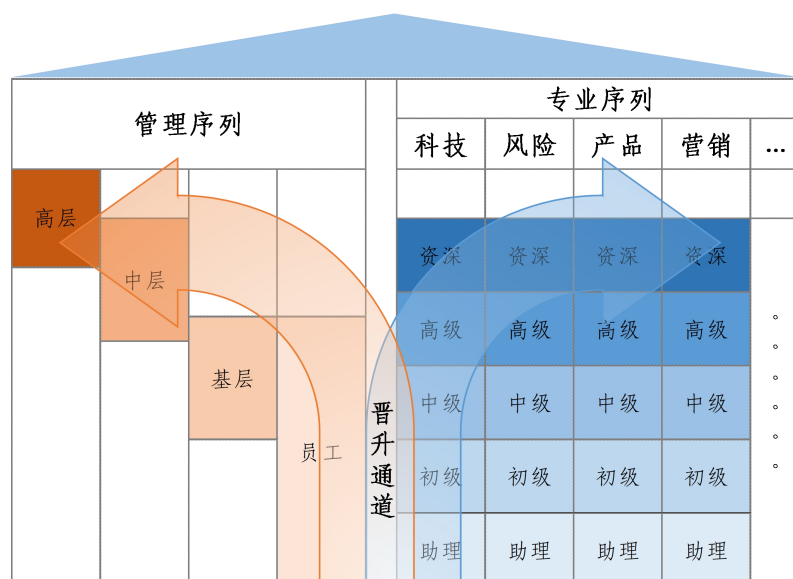 管理序列
专业序列
科技 风险 产品 营销 ...
高层
中层
基层
员工
晋升通道
资深 资深 资深 资深
高级 高级 高级 高级
中级 中级 中级 中级
初级 初级 初级 初级
助理 助理 助理 助理
。
。
。
。
。
。